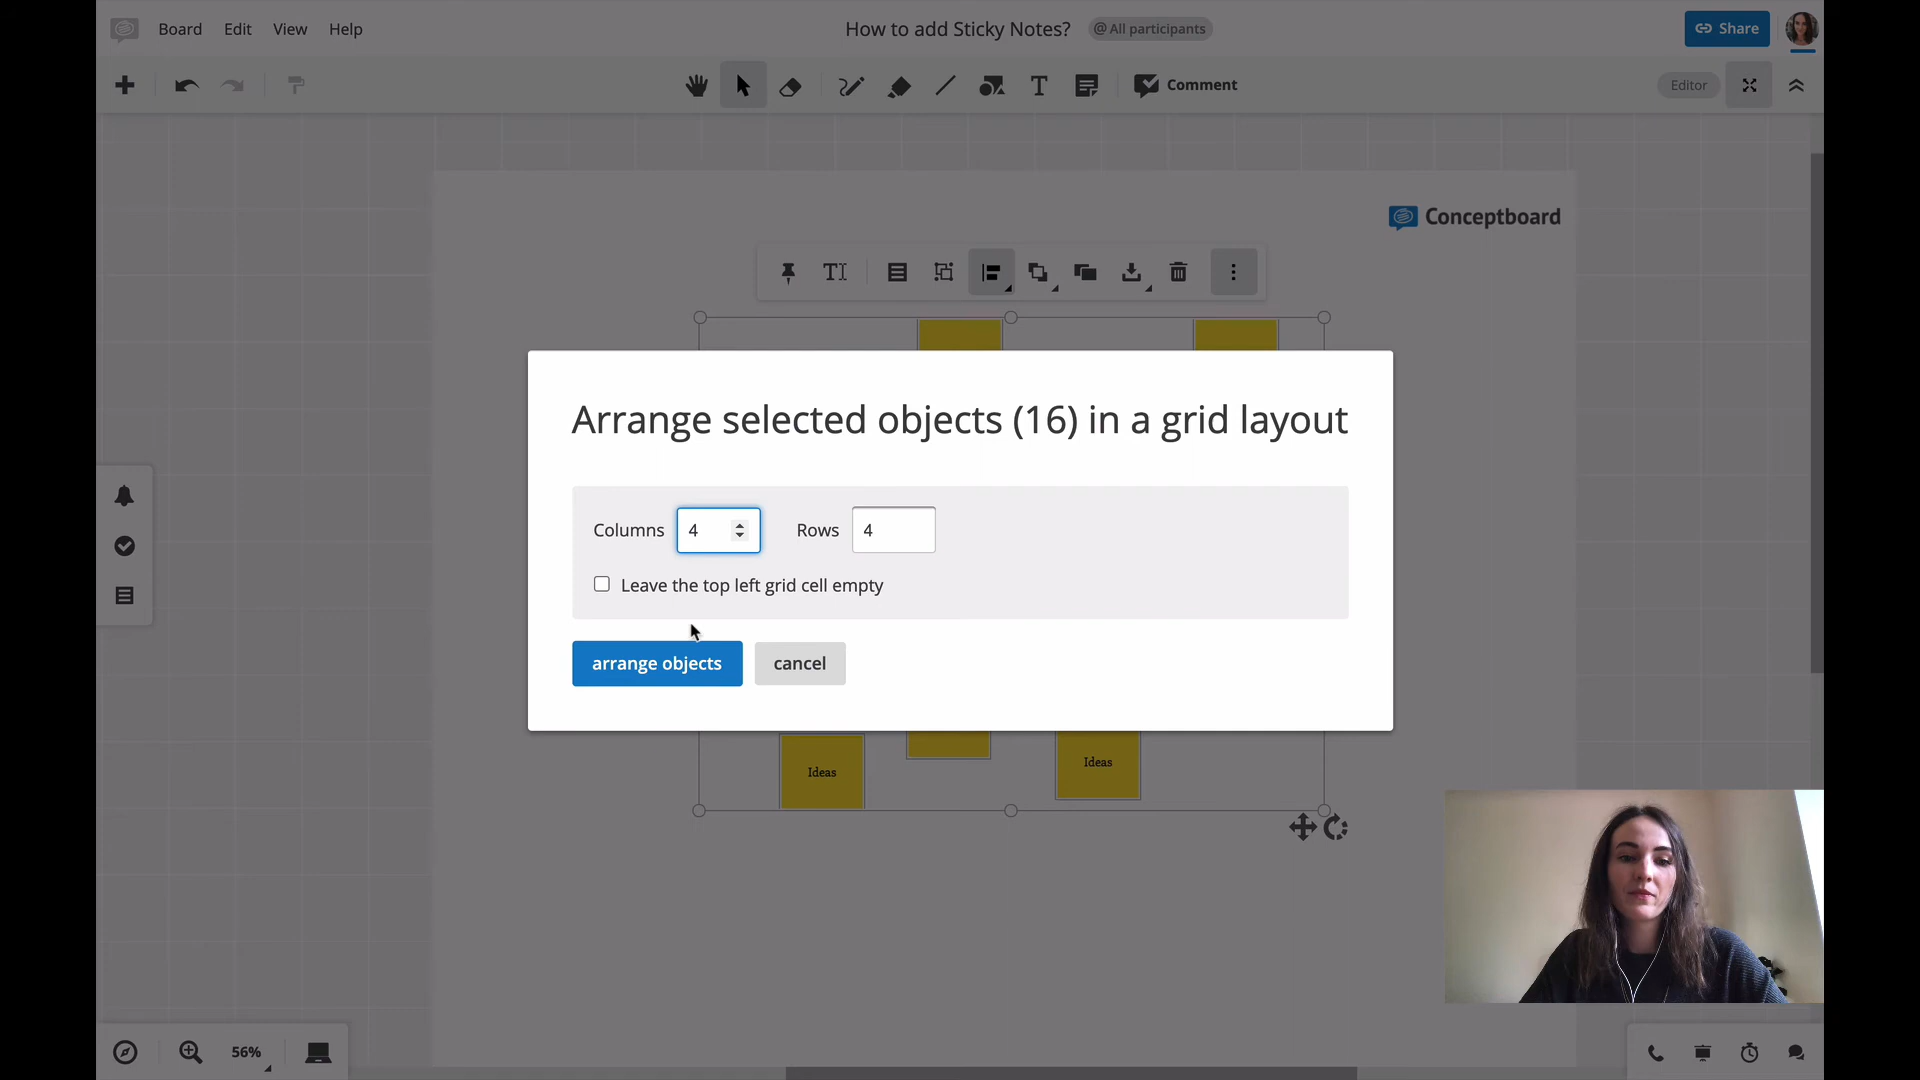 Board Edit View Help
How to add Sticky Notes?
@ All participants
Share
Comment
Editor
Conceptboard
Arrange selected objects (16) in a grid layout
Columns 4 Rows 4
Leave the top left grid cell empty
arrange objects cancel
Ideas
Ideas
56%